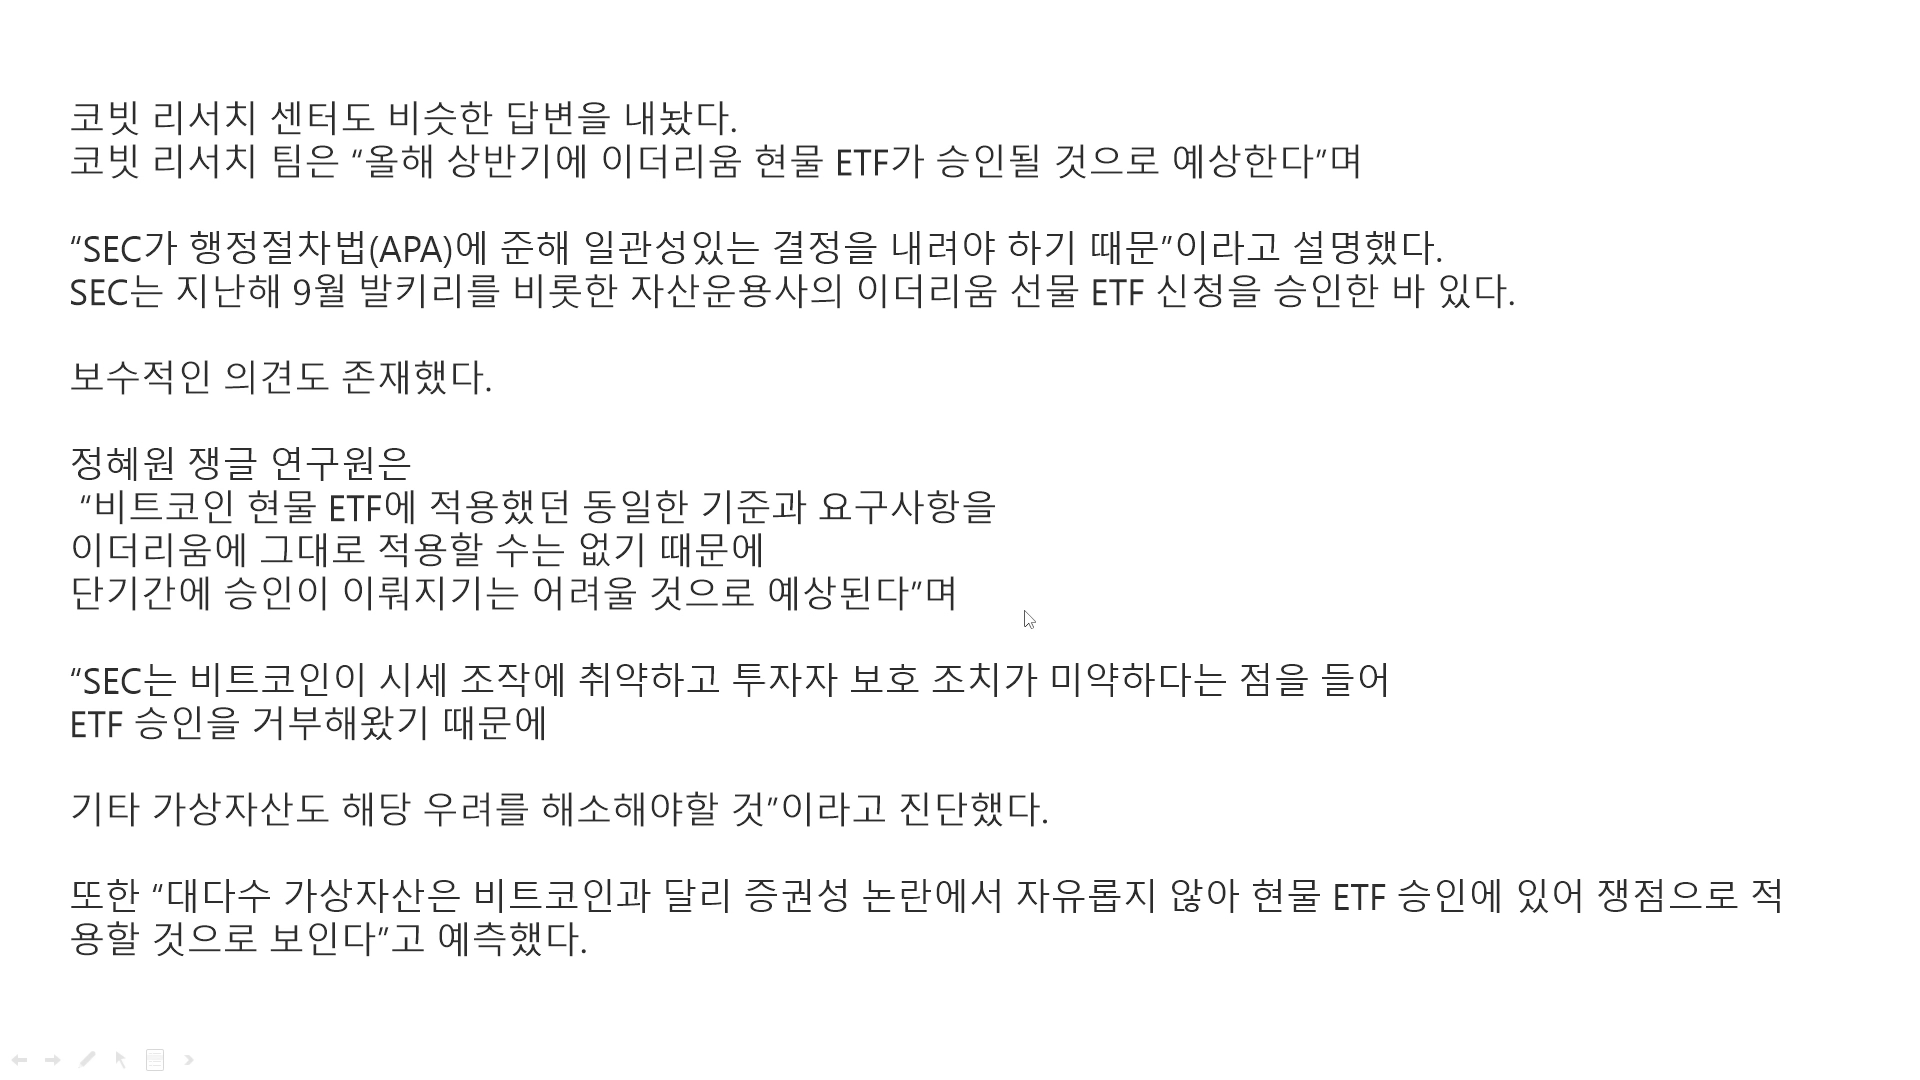 코빗 리서치 센터도 비슷한 답변을 내놨다.
코빗 리서치 팀은 “올해 상반기에 이더리움 현물 ETF가 승인될 것으로 예상한다”며
“SEC가 행정절차법(APA)에 준해 일관성있는 결정을 내려야 하기 때문”이라고 설명했다.
SEC는 지난해 9월 발키리를 비롯한 자산운용사의 이더리움 선물 ETF 신청을 승인한 바 있다.
보수적인 의견도 존재했다.
정혜원 쟁글 연구원은
“비트코인 현물 ETF에 적용했던 동일한 기준과 요구사항을
이더리움에 그대로 적용할 수는 없기 때문에
단기간에 승인이 이뤄지기는 어려울 것으로 예상된다”며
“SEC는 비트코인이 시세 조작에 취약하고 투자자 보호 조치가 미약하다는 점을 들어
ETF 승인을 거부해왔기 때문에
기타 가상자산도 해당 우려를 해소해야할 것”이라고 진단했다.
또한 “대다수 가상자산은 비트코인과 달리 증권성 논란에서 자유롭지 않아 현물 ETF 승인에 있어 쟁점으로 적
용할 것으로 보인다”고 예측했다.